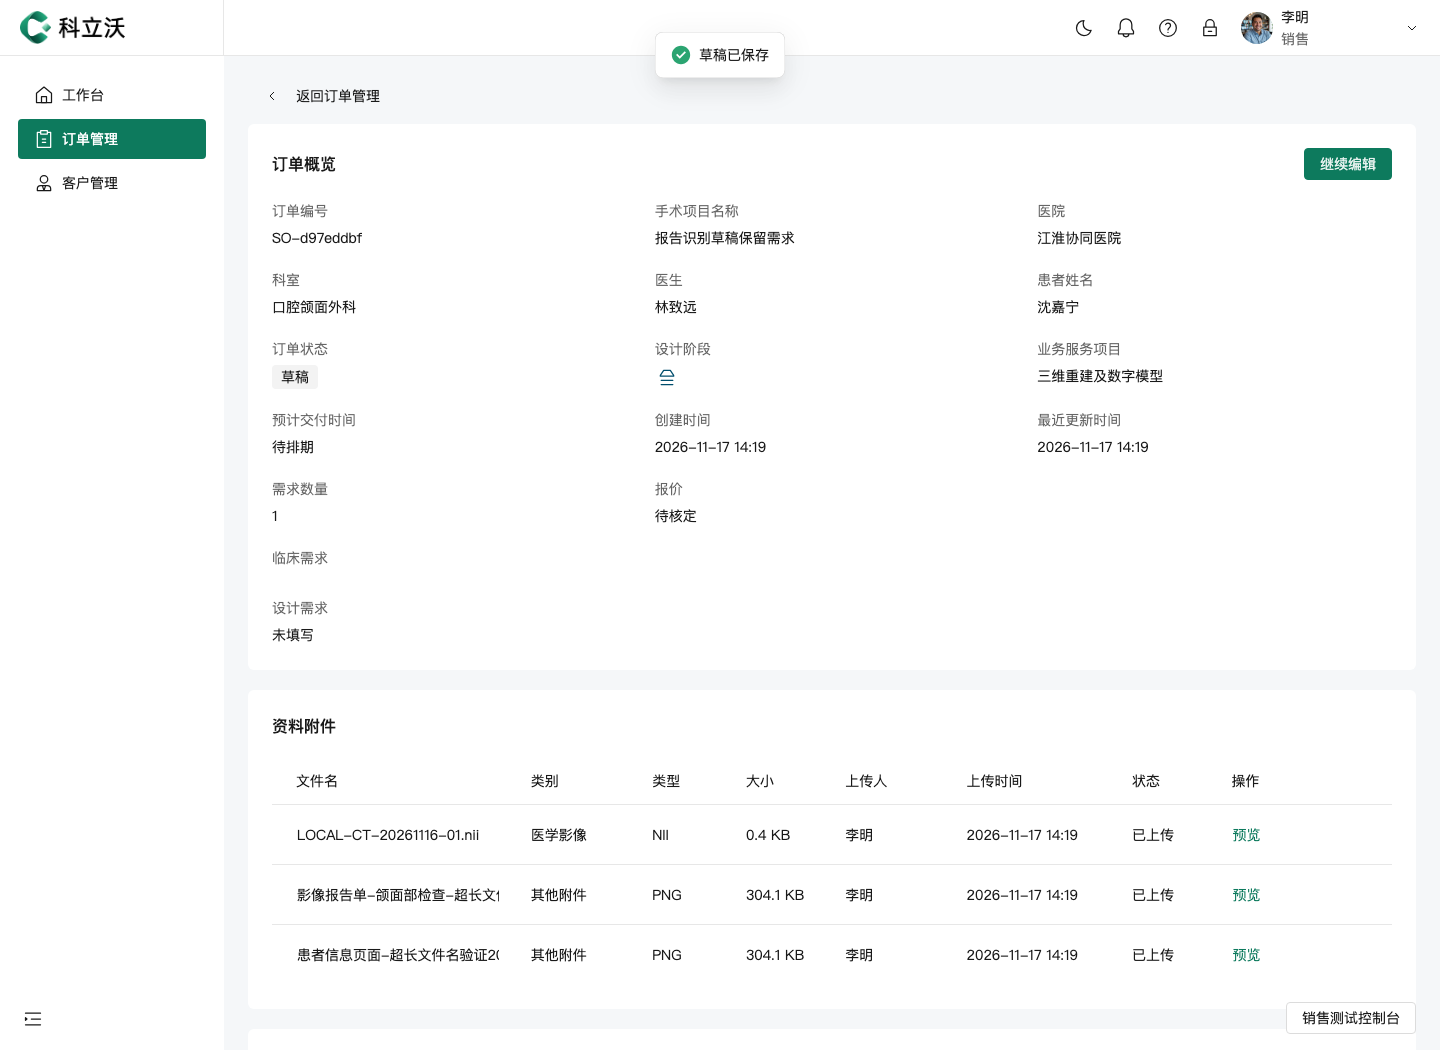 科立沃
李明
销售
草稿已保存
工作台
订单管理
客户管理
返回订单管理
订单概览
继续编辑
订单编号
SO-d97eddbf
手术项目名称
报告识别草稿保留需求
医院
江淮协同医院
科室
口腔颌面外科
医生
林致远
患者姓名
沈嘉宁
订单状态
草稿
设计阶段
业务服务项目
三维重建及数字模型
预计交付时间
待排期
创建时间
2026-11-17 14:19
最近更新时间
2026-11-17 14:19
需求数量
1
报价
待核定
临床需求
设计需求
未填写
资料附件
文件名 类别 类型 大小 上传人 上传时间 状态 操作
LOCAL-CT-20261116-01.nii 医学影像 NII 0.4 KB 李明 2026-11-17 14:19 已上传 预览
影像报告单-颌面部检查-超长文 其他附件 PNG 304.1 KB 李明 2026-11-17 14:19 已上传 预览
患者信息页面-超长文件名验证2 其他附件 PNG 304.1 KB 李明 2026-11-17 14:19 已上传 预览
销售测试控制台